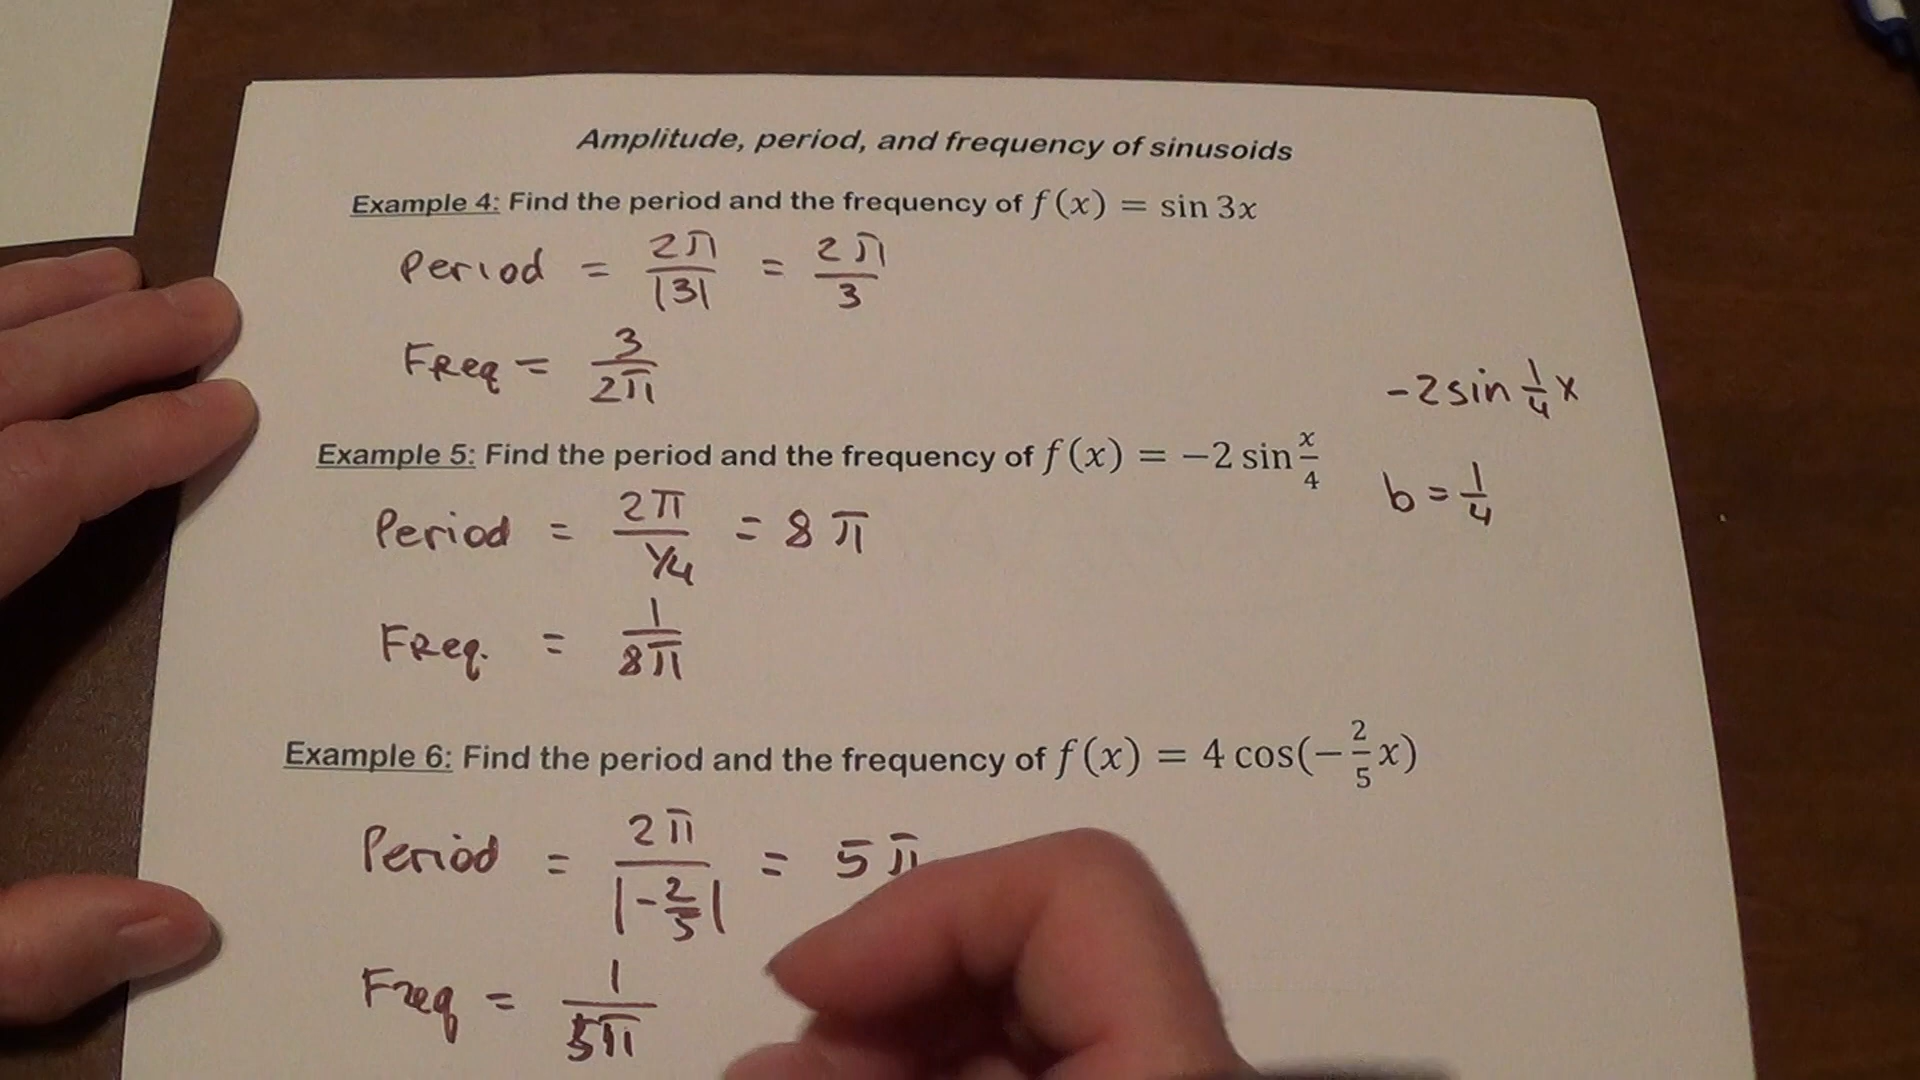 Amplitude, period, and frequency of sinusoids
Example 4: Find the period and the frequency of f(x) = sin 3x
Period = 2π/|3| = 2π/3
Freq = 3/2π
-2 sin 1/4 x
Example 5: Find the period and the frequency of f(x) = −2 sin x/4
b = 1/4
Period = 2π/1/4 = 8π
Freq. = 1/8π
Example 6: Find the period and the frequency of f(x) = 4 cos(−2/5 x)
Period = 2π/|-2/5| = 5π
Freq = 1/5π